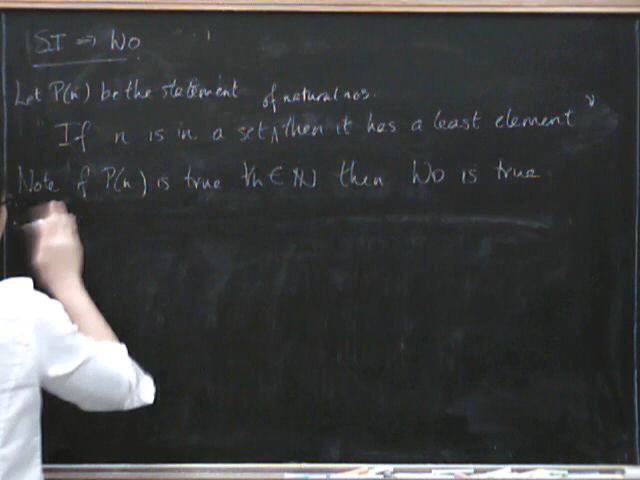 SI ⇒ Wo
Let P(n) be the statement
"If n is in a set ∧ of natural nos. then it has a least element"
Note if P(n) is true ∀n ∈ ℕ then Wo is true.